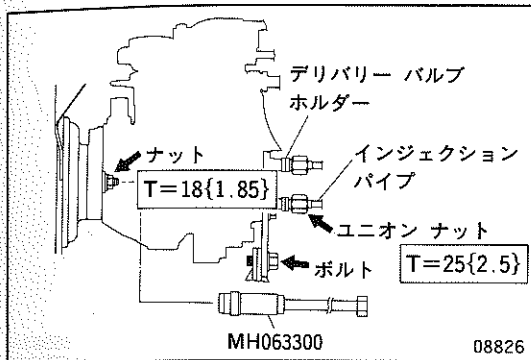 デリバリー バルブ
ホルダー
ナット
T=18{1.85}
インジェクション
パイプ
ユニオン ナット
T=25{2.5}
ボルト
MH063300
08826